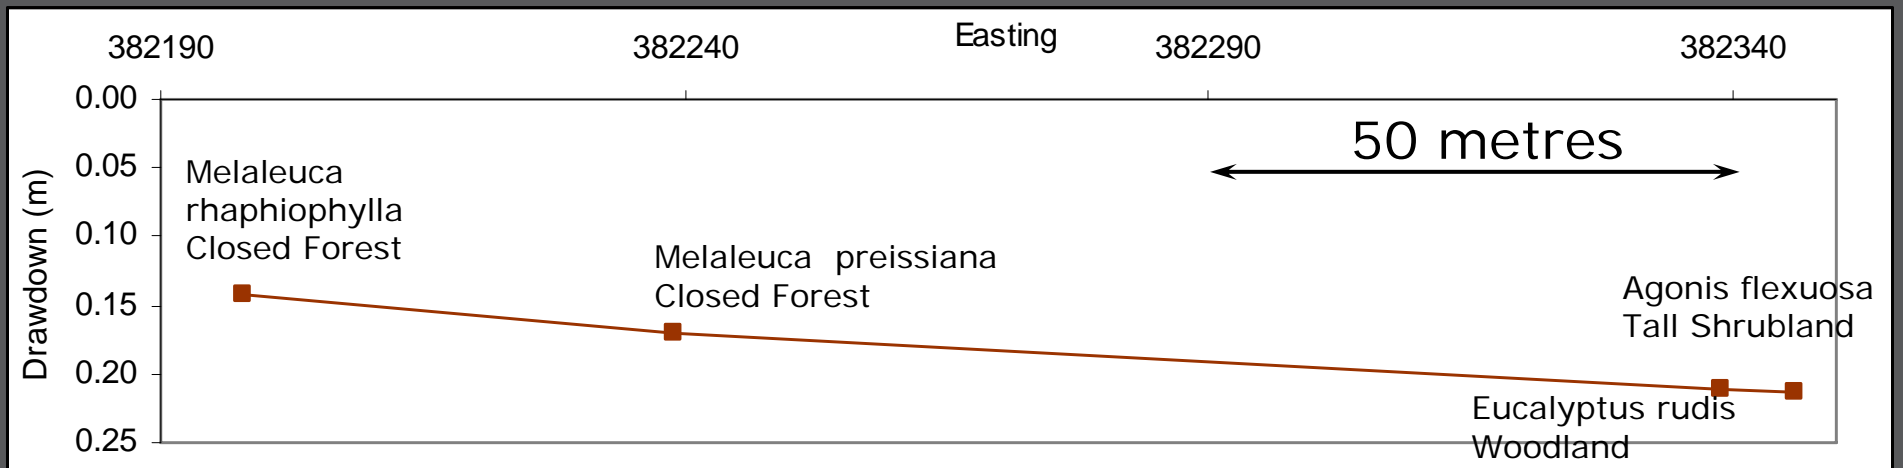 Easting
382190 382240 382290 382340
0.00
0.05
0.10
0.15
0.20
0.25
Drawdown (m)
50 metres
Melaleuca
rhaphiophylla
Closed Forest
Melaleuca preissiana
Closed Forest
Agonis flexuosa
Tall Shrubland
Eucalyptus rudis
Woodland